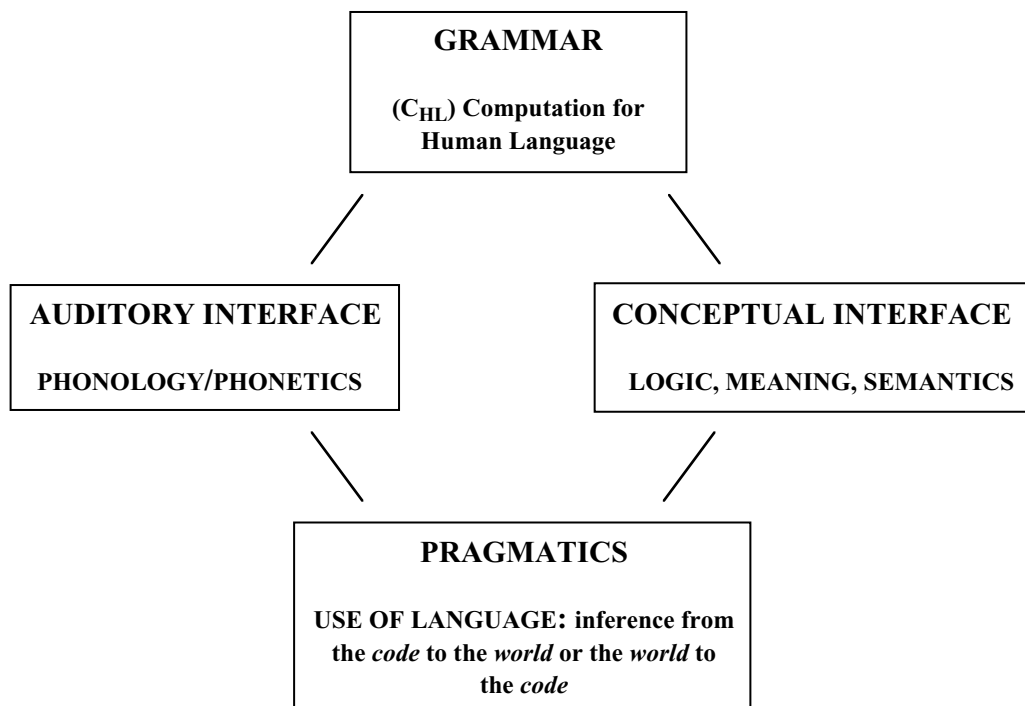 GRAMMAR
(CHL) Computation for
Human Language
AUDITORY INTERFACE
PHONOLOGY/PHONETICS
CONCEPTUAL INTERFACE
LOGIC, MEANING, SEMANTICS
PRAGMATICS
USE OF LANGUAGE: inference from
the code to the world or the world to
the code